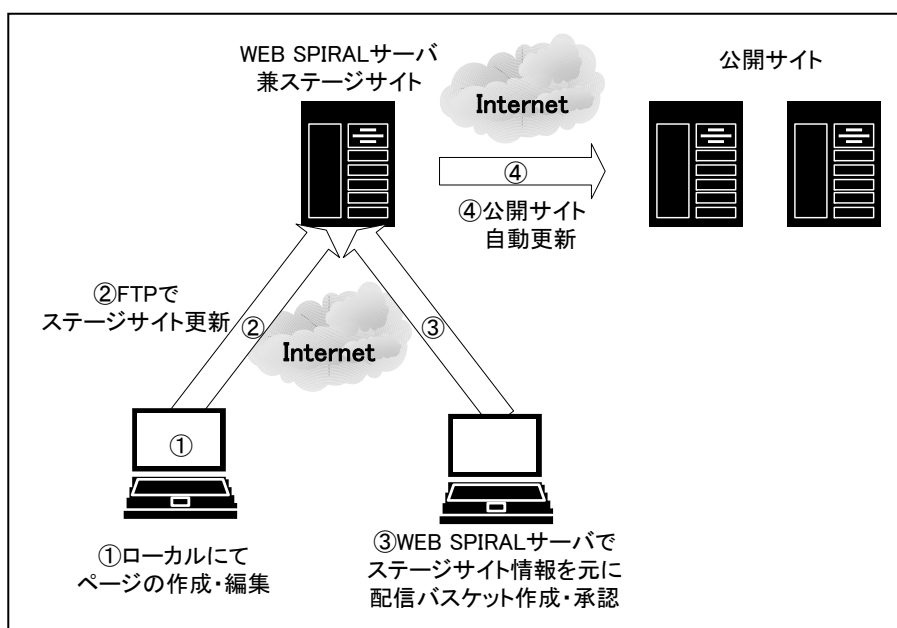 WEB SPIRALサーバ
兼ステージサイト
Internet
公開サイト
④
④公開サイト
自動更新
②FTPで
ステージサイト更新
②
Internet
③
①
①ローカルにて
ページの作成・編集
③WEB SPIRALサーバで
ステージサイト情報を元に
配信バスケット作成・承認